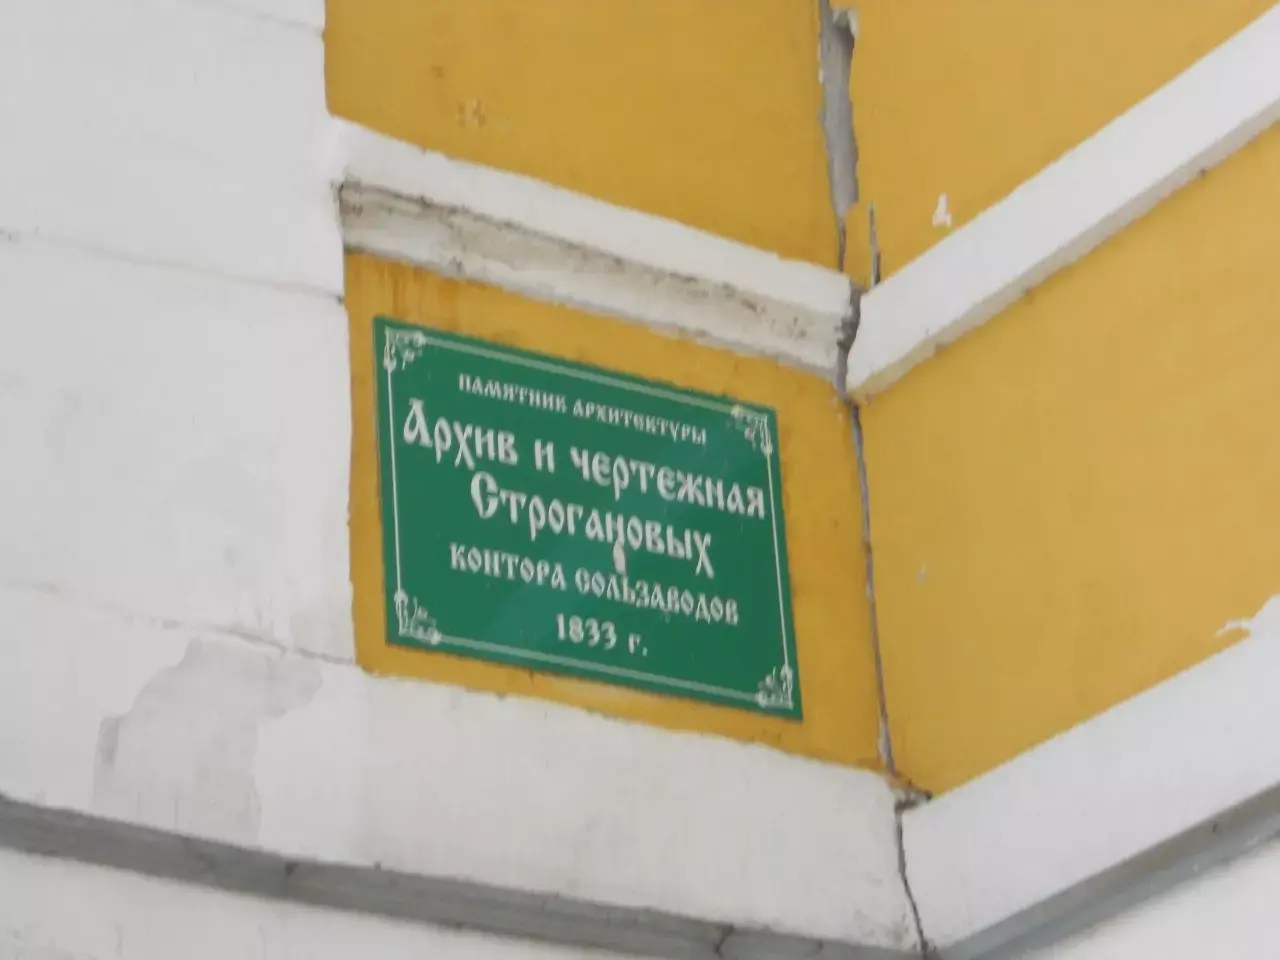 ПАМЯТНИК АРХИТЕКТУРЫ
Архив и чертежная
Строгановых
контора сользаводов
1833 г.